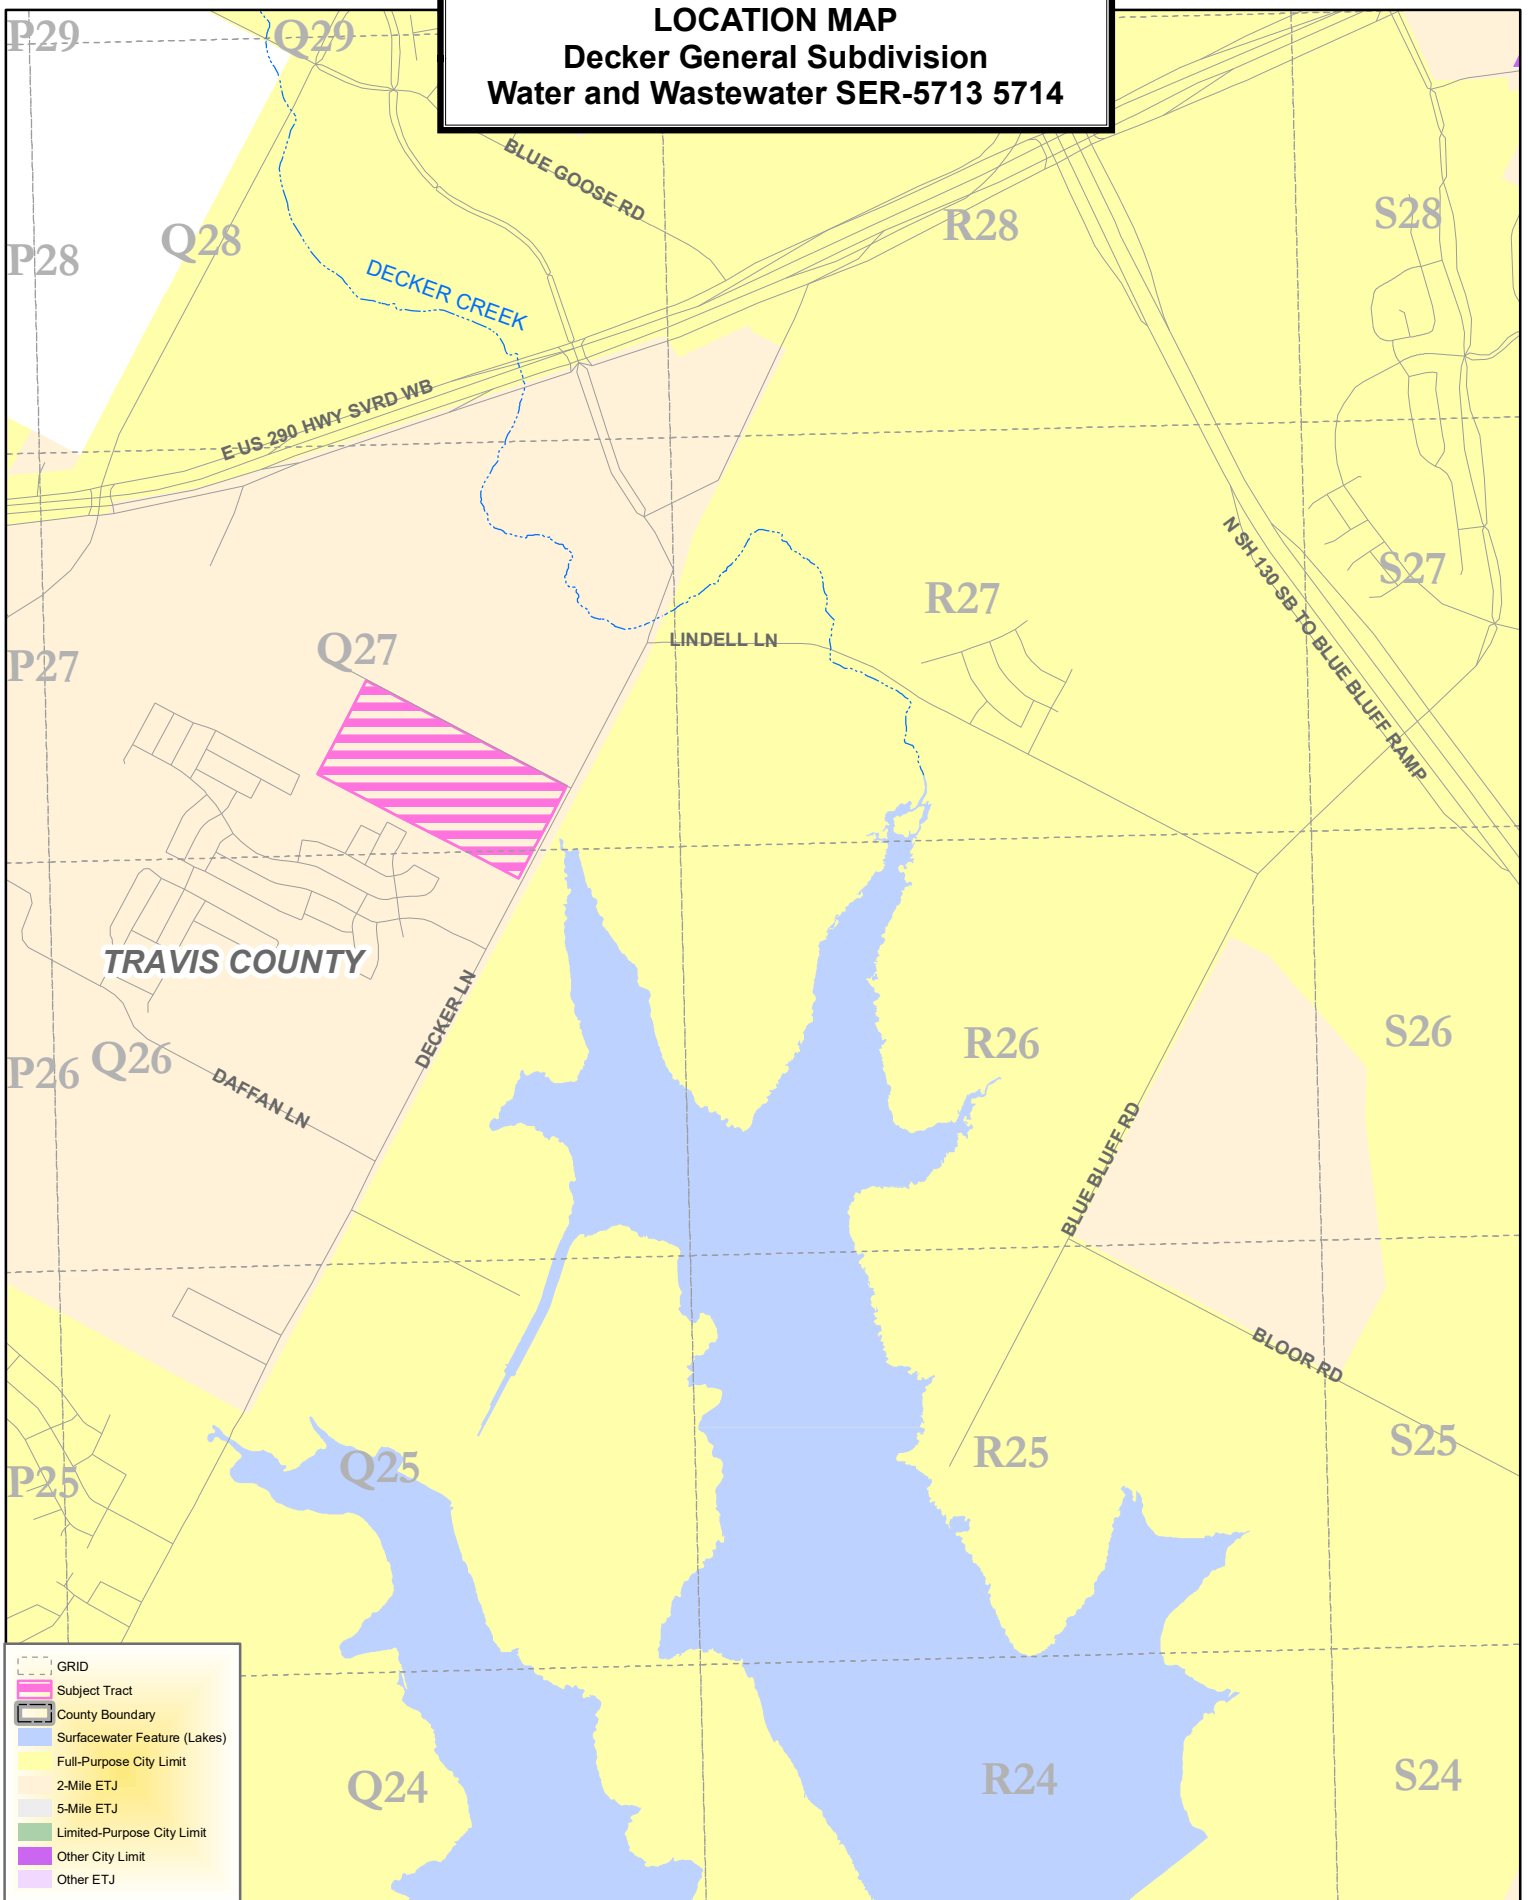 LOCATION MAP
Decker General Subdivision
Water and Wastewater SER-5713 5714
P29
Q29
BLUE GOOSE RD
P28
Q28
R28
S28
DECKER CREEK
E US 290 HWY SVRD WB
N SH 130 SB TO BLUE BLUFF RAMP
S27
R27
LINDELL LN
Q27
P27
TRAVIS COUNTY
DECKER LN
P26
Q26
R26
S26
DAFFAN LN
BLUE BLUFF RD
BLOOR RD
P25
Q25
R25
S25
GRID
Subject Tract
County Boundary
Surfacewater Feature (Lakes)
Full-Purpose City Limit
2-Mile ETJ
5-Mile ETJ
Limited-Purpose City Limit
Other City Limit
Other ETJ
Q24
R24
S24